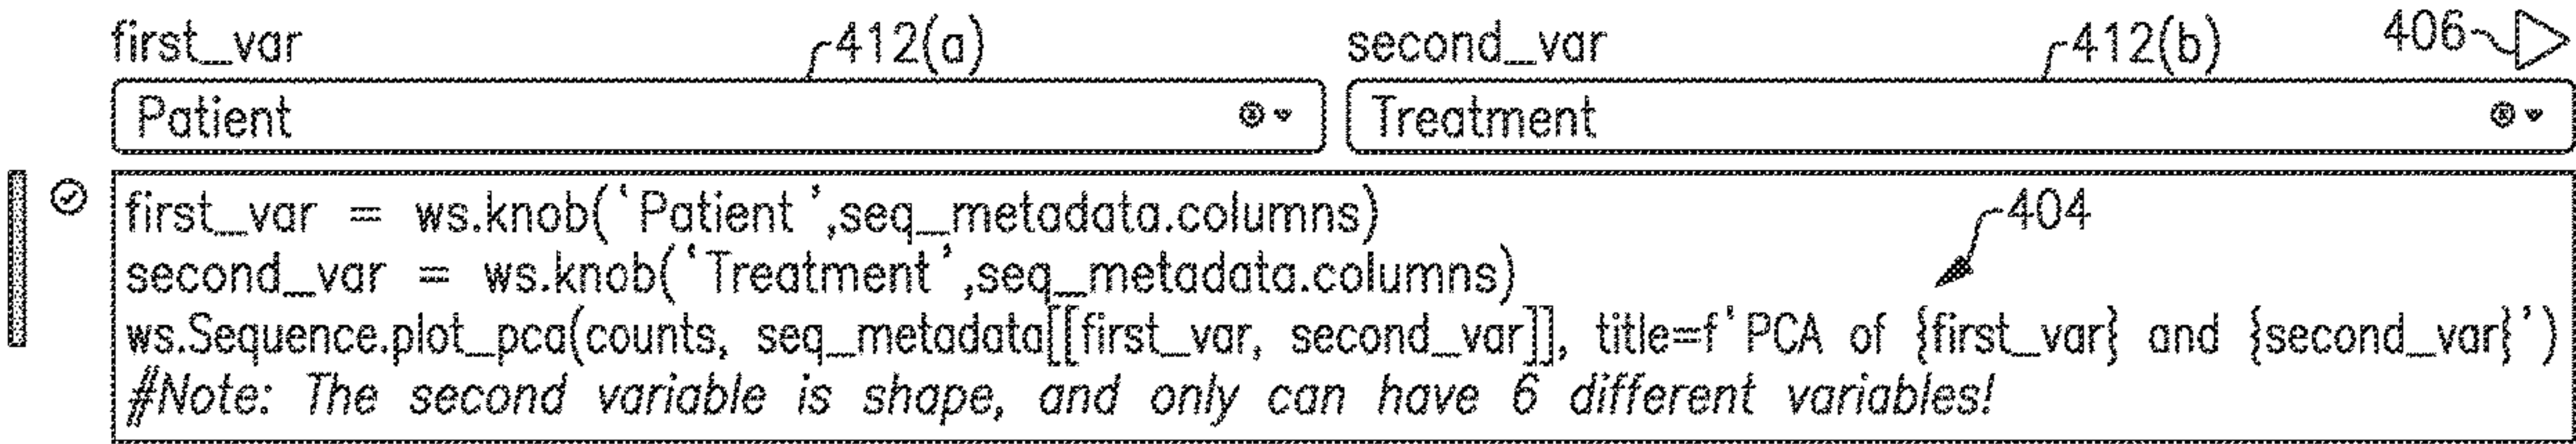 first_var 412(a) second_var 412(b) 406
Patient Treatment
first_var = ws.knob(‘Patient’,seq_metadata.columns)
404
second_var = ws.knob(‘Treatment’,seq_metadata.columns)
ws.Sequence.plot_pca(counts, seq_metadata[[first_var, second_var]], title=f‘PCA of {first_var} and {second_var}’)
#Note: The second variable is shape, and only can have 6 different variables!